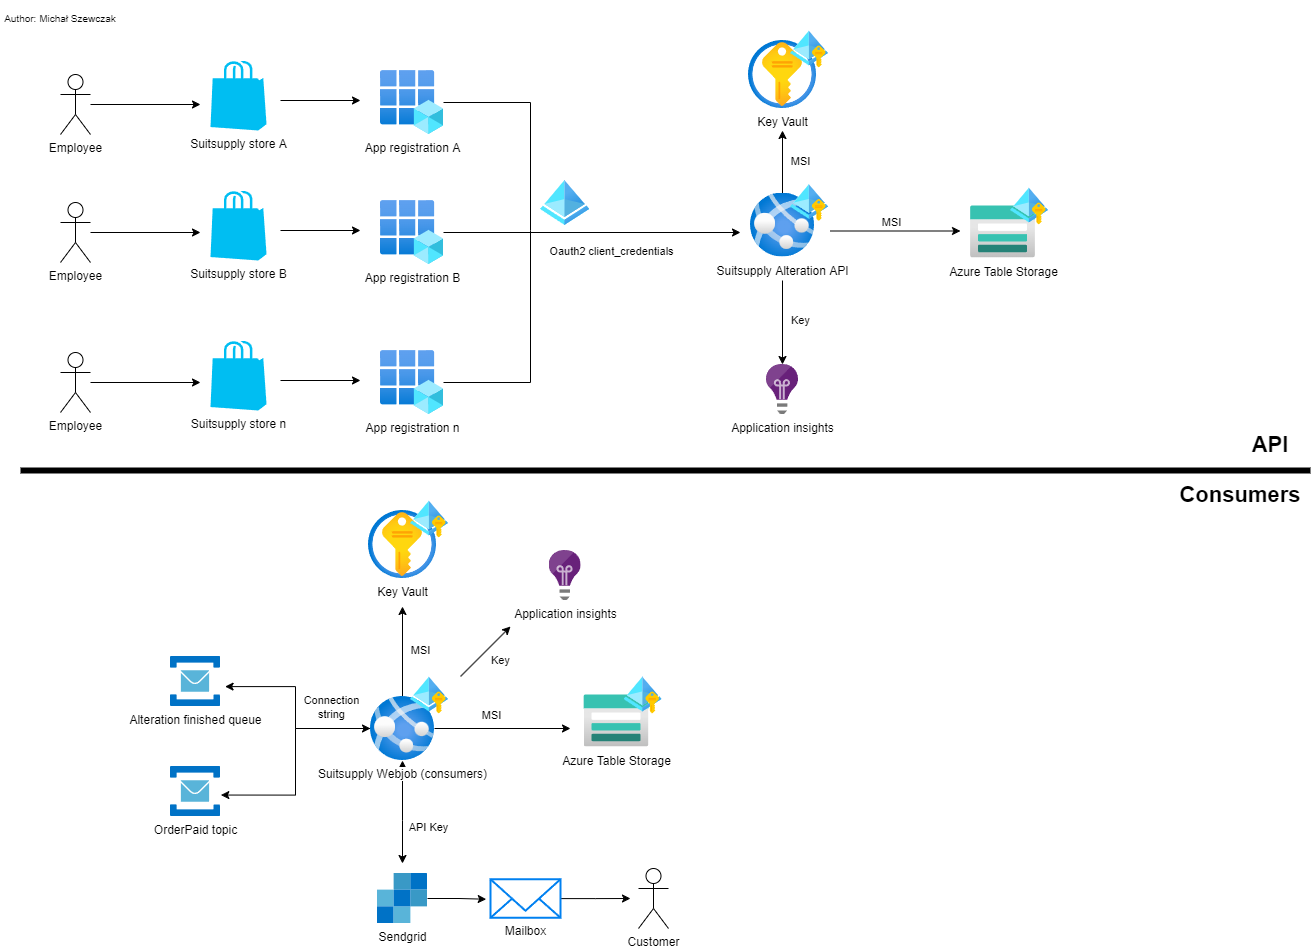 Author: Michał Szewczak
Key Vault
Employee
Suitsupply store A
App registration A
MSI
Oauth2 client_credentials
MSI
Employee
Suitsupply store B
App registration B
Suitsupply Alteration API
Azure Table Storage
Key
Employee
Suitsupply store n
App registration n
Application insights
API
Consumers
Key Vault
Application insights
MSI
Key
Alteration finished queue
Connection
string
MSI
Suitsupply Webjob (consumers)
Azure Table Storage
OrderPaid topic
API Key
Sendgrid
Mailbox
Customer